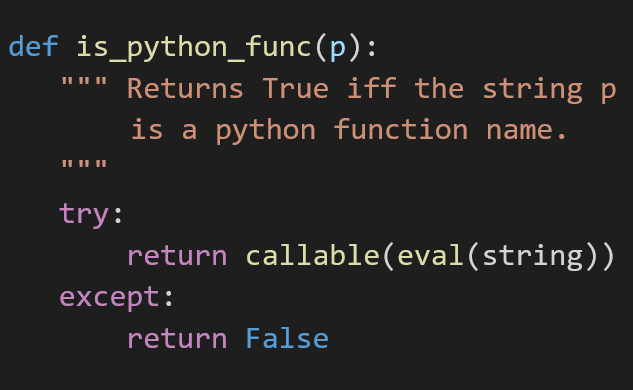 def is_python_func(p):
    """ Returns True iff the string p
        is a python function name.
    """
    try:
        return callable(eval(string))
    except:
        return False